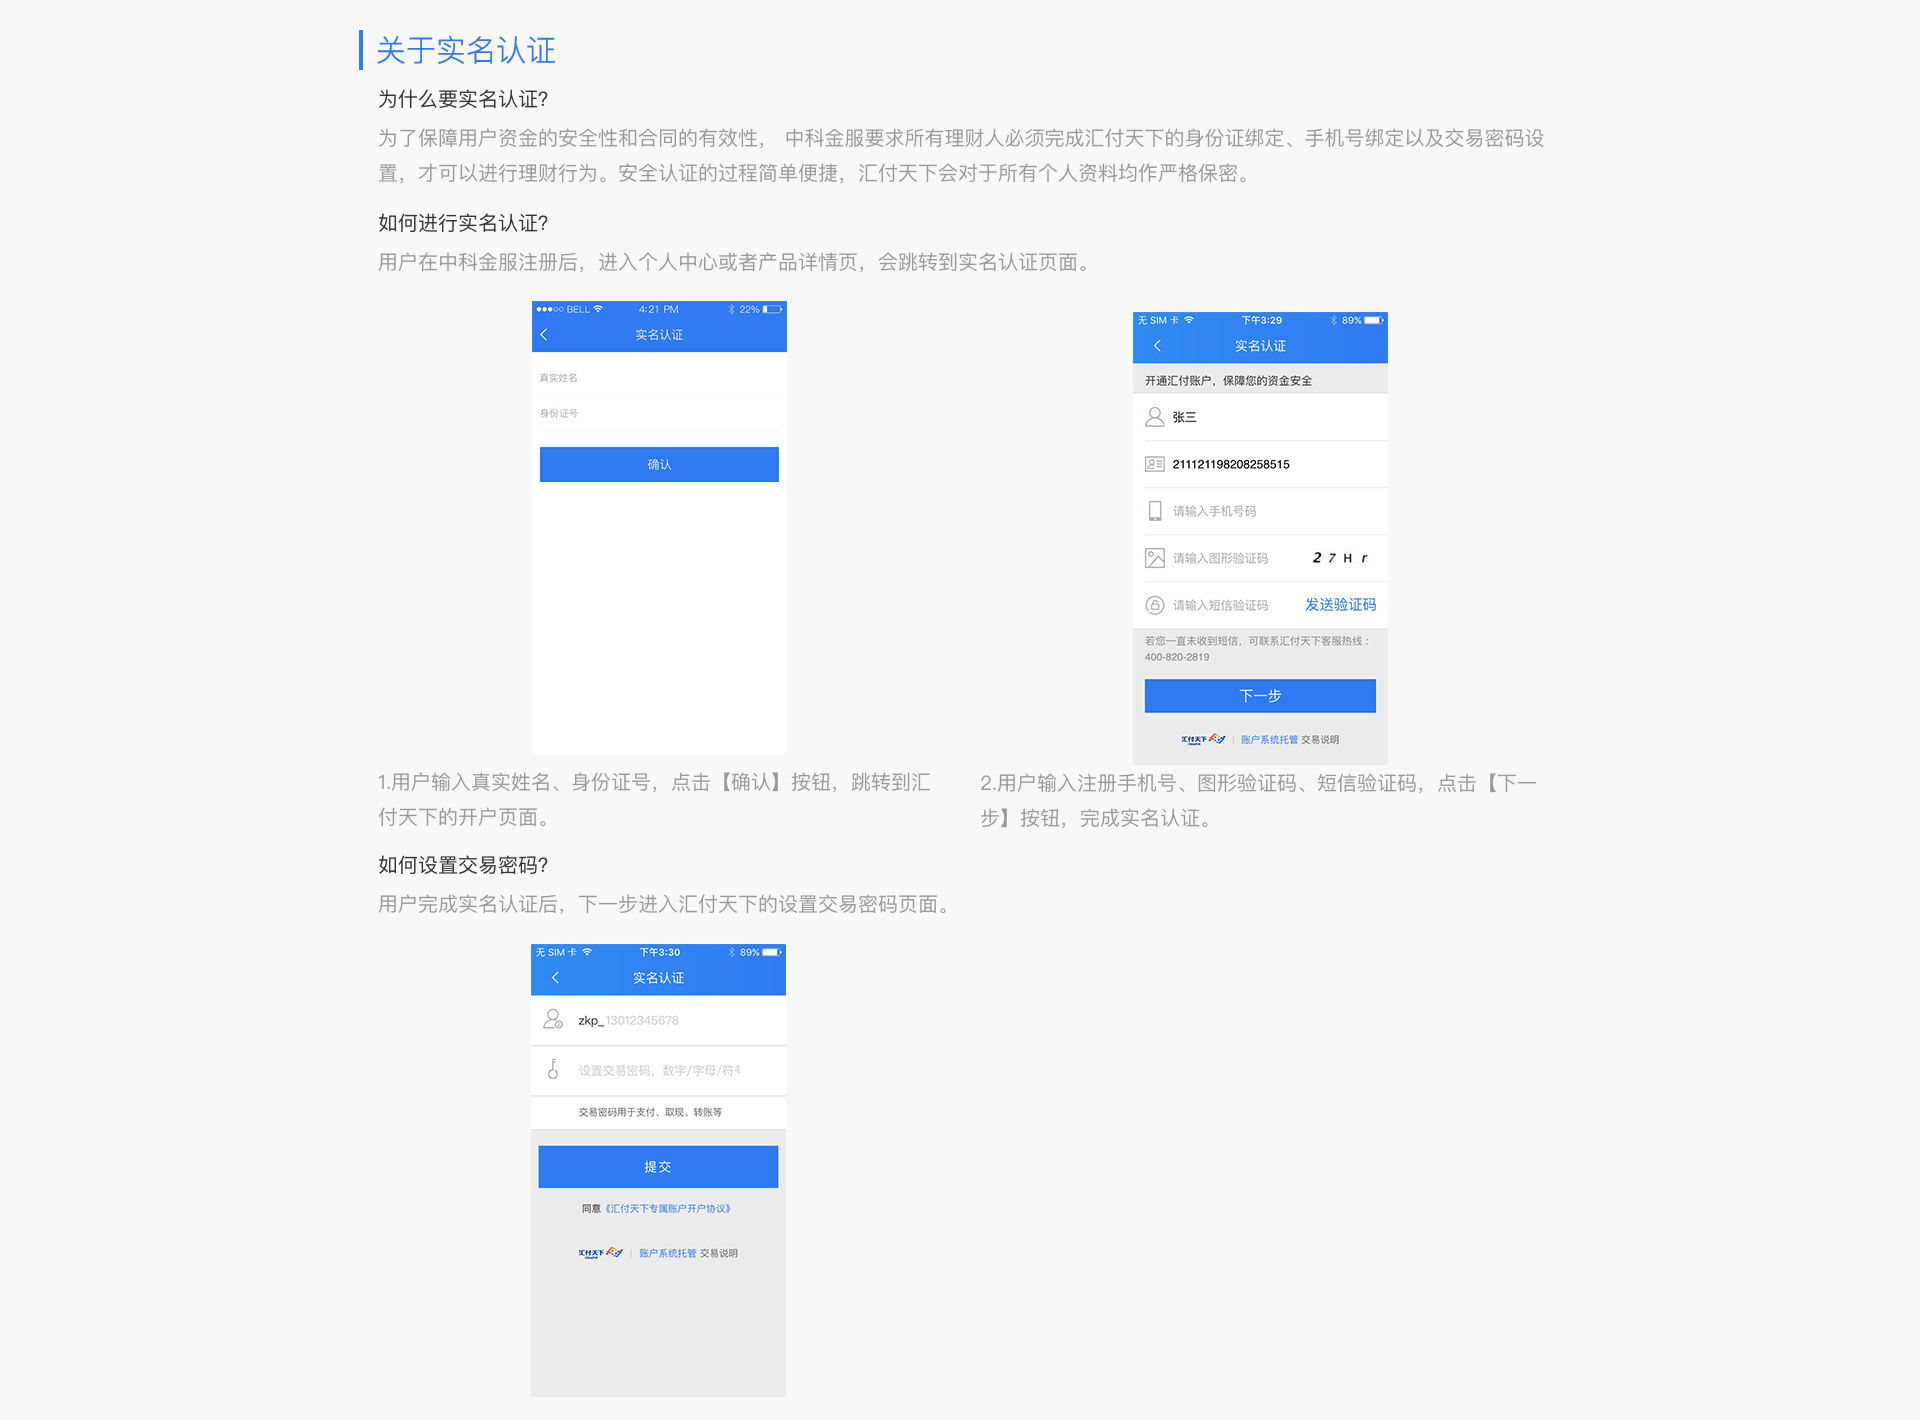 关于实名认证
为什么要实名认证?
为了保障用户资金的安全性和合同的有效性， 中科金服要求所有理财人必须完成汇付天下的身份证绑定、手机号绑定以及交易密码设
置，才可以进行理财行为。安全认证的过程简单便捷，汇付天下会对于所有个人资料均作严格保密。
如何进行实名认证?
用户在中科金服注册后，进入个人中心或者产品详情页，会跳转到实名认证页面。
BELL 4:21 PM 22%
实名认证
真实姓名
身份证号
确认
无 SIM 卡 下午3:29 89%
实名认证
开通汇付账户，保障您的资金安全
张三
211121198208258515
请输入手机号码
请输入图形验证码 2 7 H r
请输入短信验证码 发送验证码
若您一直未收到短信，可联系汇付天下客服热线：
400-820-2819
下一步
汇付天下 | 账户系统托管 交易说明
1.用户输入真实姓名、身份证号，点击【确认】按钮，跳转到汇
付天下的开户页面。
2.用户输入注册手机号、图形验证码、短信验证码，点击【下一
步】按钮，完成实名认证。
如何设置交易密码?
用户完成实名认证后，下一步进入汇付天下的设置交易密码页面。
无 SIM 卡 下午3:30 89%
实名认证
zkp_13012345678
设置交易密码，数字/字母/符
交易密码用于支付、取现、转账等
提交
同意《汇付天下专属账户开户协议》
汇付天下 | 账户系统托管 交易说明